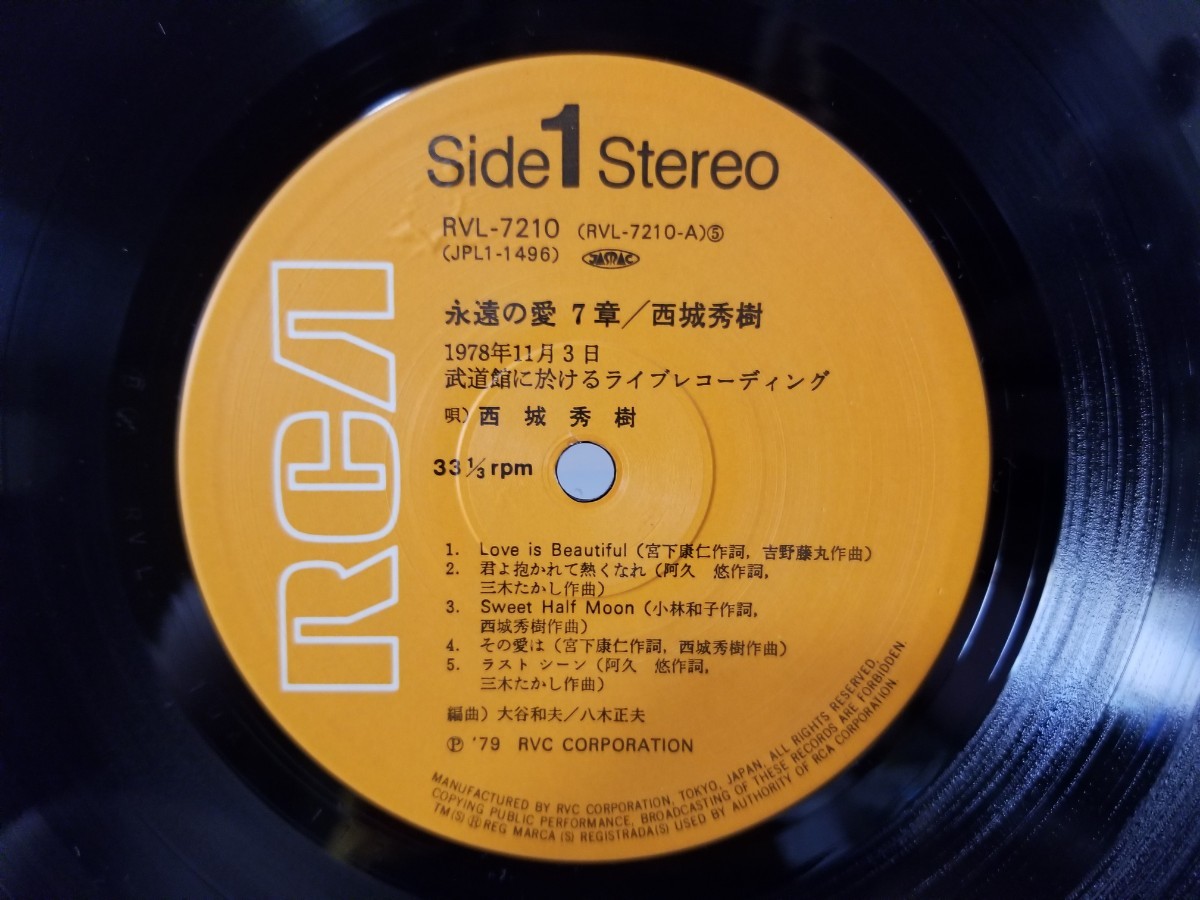 Side 1 Stereo
RVL-7210 (RVL-7210-A)⑤
(JPL1-1496) JASRAC
永遠の愛 7章/西城秀樹
1978年11月3日
武道館に於けるライブレコーディング
唄) 西城秀樹
33 1/3 rpm
RCA
1. Love is Beautiful (宮下康仁作詞, 吉野藤丸作曲)
2. 君よ抱かれて熱くなれ (阿久 悠作詞,
三木たかし作曲)
3. Sweet Half Moon (小林和子作詞,
西城秀樹作曲)
4. その愛は (宮下康仁作詞, 西城秀樹作曲)
5. ラスト シーン (阿久 悠作詞,
三木たかし作曲)
編曲) 大谷和夫/八木正夫
Ⓟ '79 RVC CORPORATION
MANUFACTURED BY RVC CORPORATION, TOKYO, JAPAN, ALL RIGHTS RESERVED,
COPYING PUBLIC PERFORMANCE, BROADCASTING OF THESE RECORDS ARE FORBIDDEN.
TM(S) ® REG MARCA (S) REGISTRADA(S) USED BY AUTHORITY OF RCA CORPORATION.